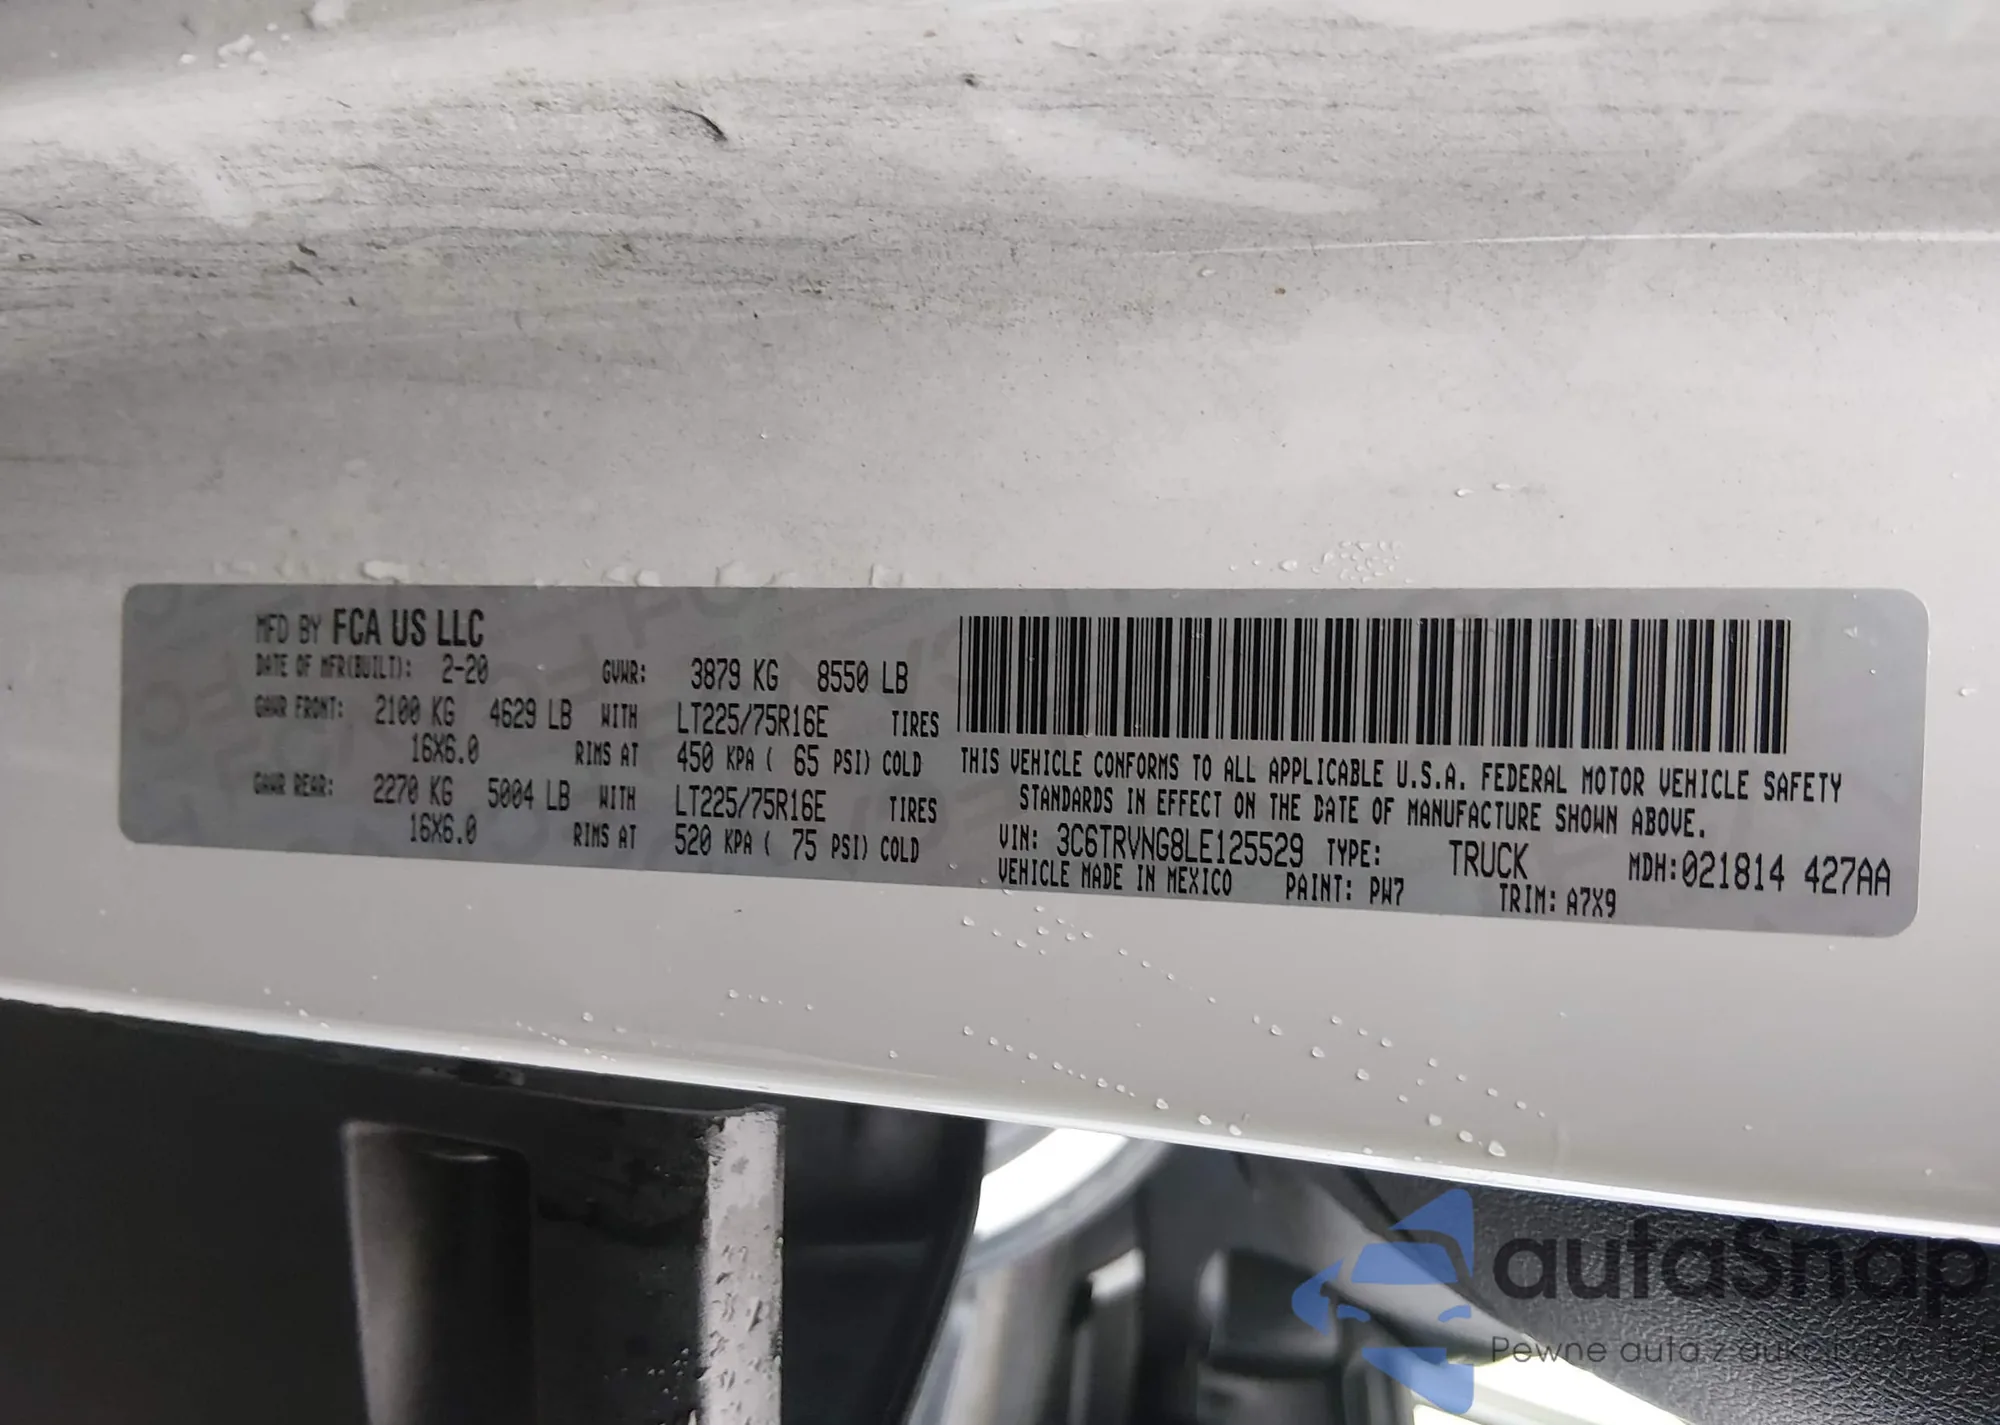 MFD BY FCA US LLC
DATE OF MFR(BUILT): 2-20 GVWR: 3879 KG 8550 LB
GAWR FRONT: 2100 KG 4629 LB WITH LT225/75R16E TIRES
16X6.0 RIMS AT 450 KPA ( 65 PSI) COLD
GAWR REAR: 2270 KG 5004 LB WITH LT225/75R16E TIRES
16X6.0 RIMS AT 520 KPA ( 75 PSI) COLD
THIS VEHICLE CONFORMS TO ALL APPLICABLE U.S.A. FEDERAL MOTOR VEHICLE SAFETY
STANDARDS IN EFFECT ON THE DATE OF MANUFACTURE SHOWN ABOVE.
VIN: 3C6TRVNG8LE125529 TYPE: TRUCK MDH:021814 427AA
VEHICLE MADE IN MEXICO PAINT: PW7 TRIM: A7X9
autaSnap
Pewne auta z aukcji